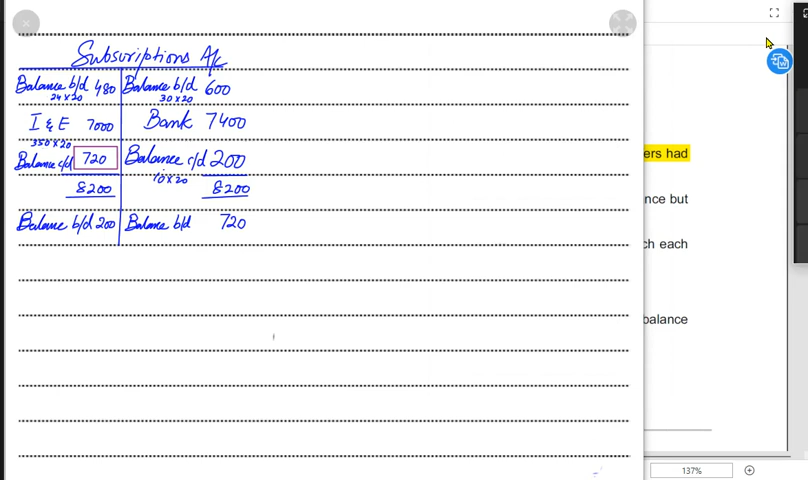 Subscriptions A/c
Balance b/d 480 Balance b/d 600
24 x 20 30 x 20
I & E 7000 Bank 7400
350 x 20
Balance c/d 720 Balance c/d 200
10 x 20
8200 8200
Balance b/d 200 Balance b/d 720
ers had
nce but
ch each
balance
137%